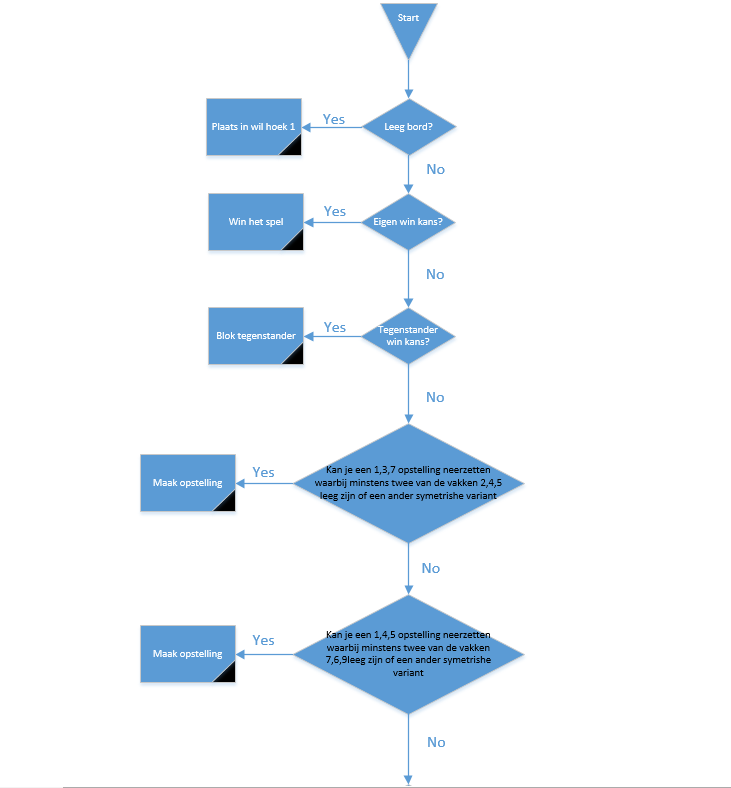 Start
Leeg bord?
Yes
Plaats in wil hoek 1
No
Eigen win kans?
Yes
Win het spel
No
Tegenstander
win kans?
Yes
Blok tegenstander
No
Kan je een 1,3,7 opstelling neerzetten
waarbij minstens twee van de vakken 2,4,5
leeg zijn of een ander symetrishe variant
Yes
Maak opstelling
No
Kan je een 1,4,5 opstelling neerzetten
waarbij minstens twee van de vakken
7,6,9leeg zijn of een ander symetrishe
variant
Yes
Maak opstelling
No